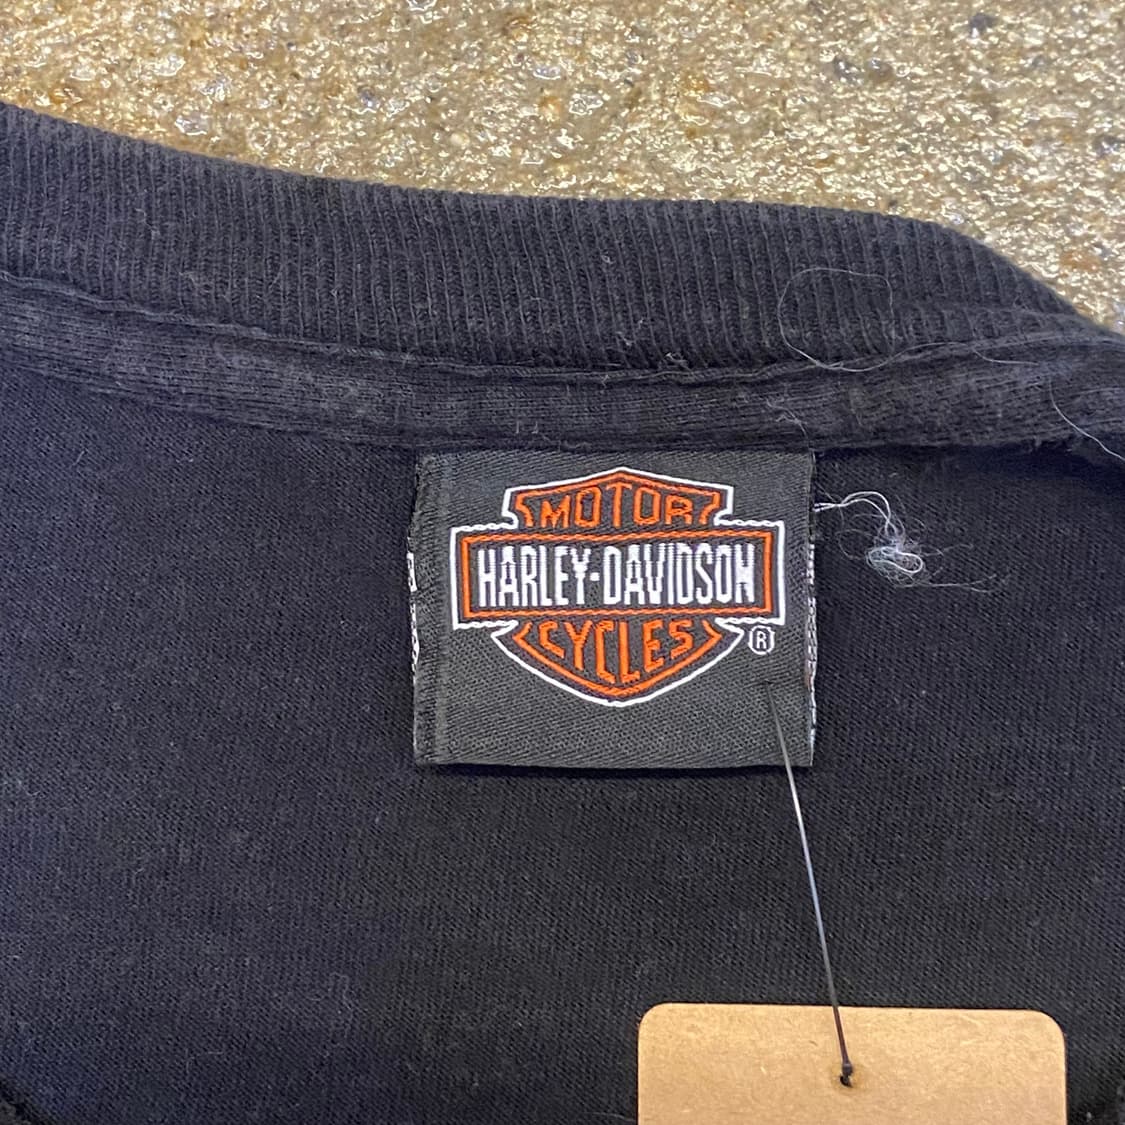 MOTOR
HARLEY-DAVIDSON
CYCLES
®